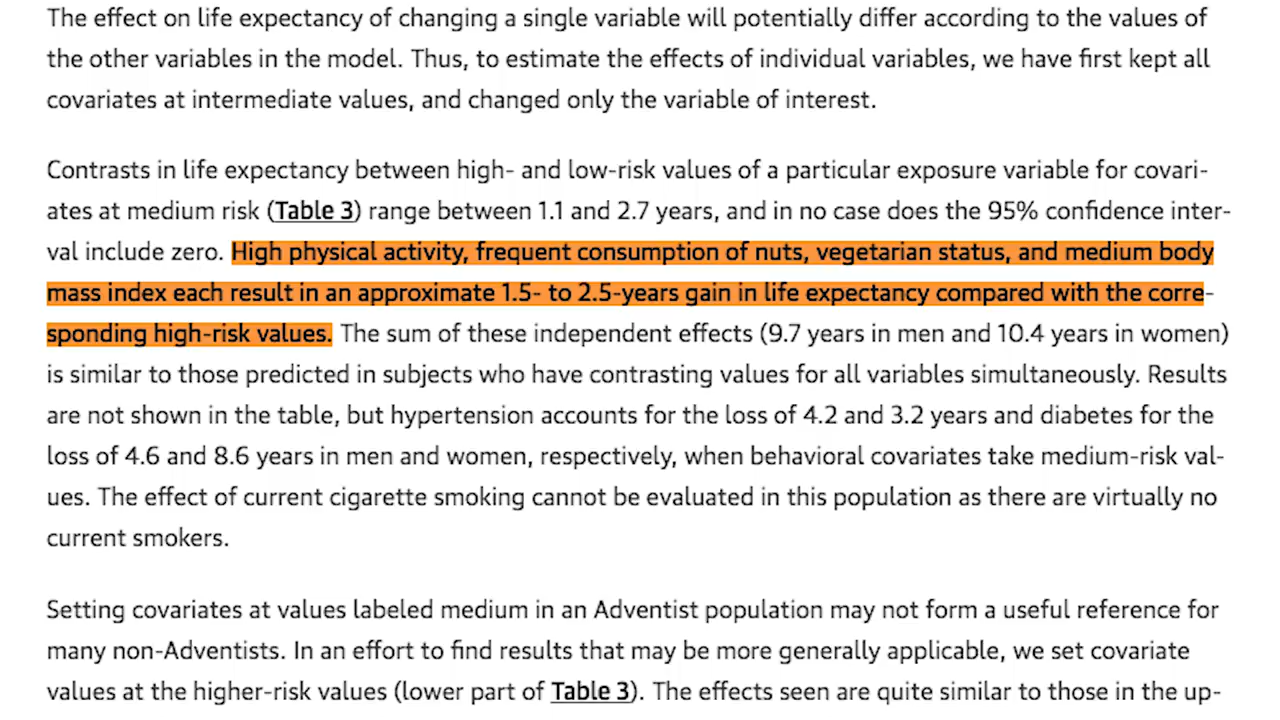 The effect on life expectancy of changing a single variable will potentially differ according to the values of
the other variables in the model. Thus, to estimate the effects of individual variables, we have first kept all
covariates at intermediate values, and changed only the variable of interest.
Contrasts in life expectancy between high- and low-risk values of a particular exposure variable for covari-
ates at medium risk (Table 3) range between 1.1 and 2.7 years, and in no case does the 95% confidence inter-
val include zero. High physical activity, frequent consumption of nuts, vegetarian status, and medium body
mass index each result in an approximate 1.5- to 2.5-years gain in life expectancy compared with the corre-
sponding high-risk values. The sum of these independent effects (9.7 years in men and 10.4 years in women)
is similar to those predicted in subjects who have contrasting values for all variables simultaneously. Results
are not shown in the table, but hypertension accounts for the loss of 4.2 and 3.2 years and diabetes for the
loss of 4.6 and 8.6 years in men and women, respectively, when behavioral covariates take medium-risk val-
ues. The effect of current cigarette smoking cannot be evaluated in this population as there are virtually no
current smokers.
Setting covariates at values labeled medium in an Adventist population may not form a useful reference for
many non-Adventists. In an effort to find results that may be more generally applicable, we set covariate
values at the higher-risk values (lower part of Table 3). The effects seen are quite similar to those in the up-